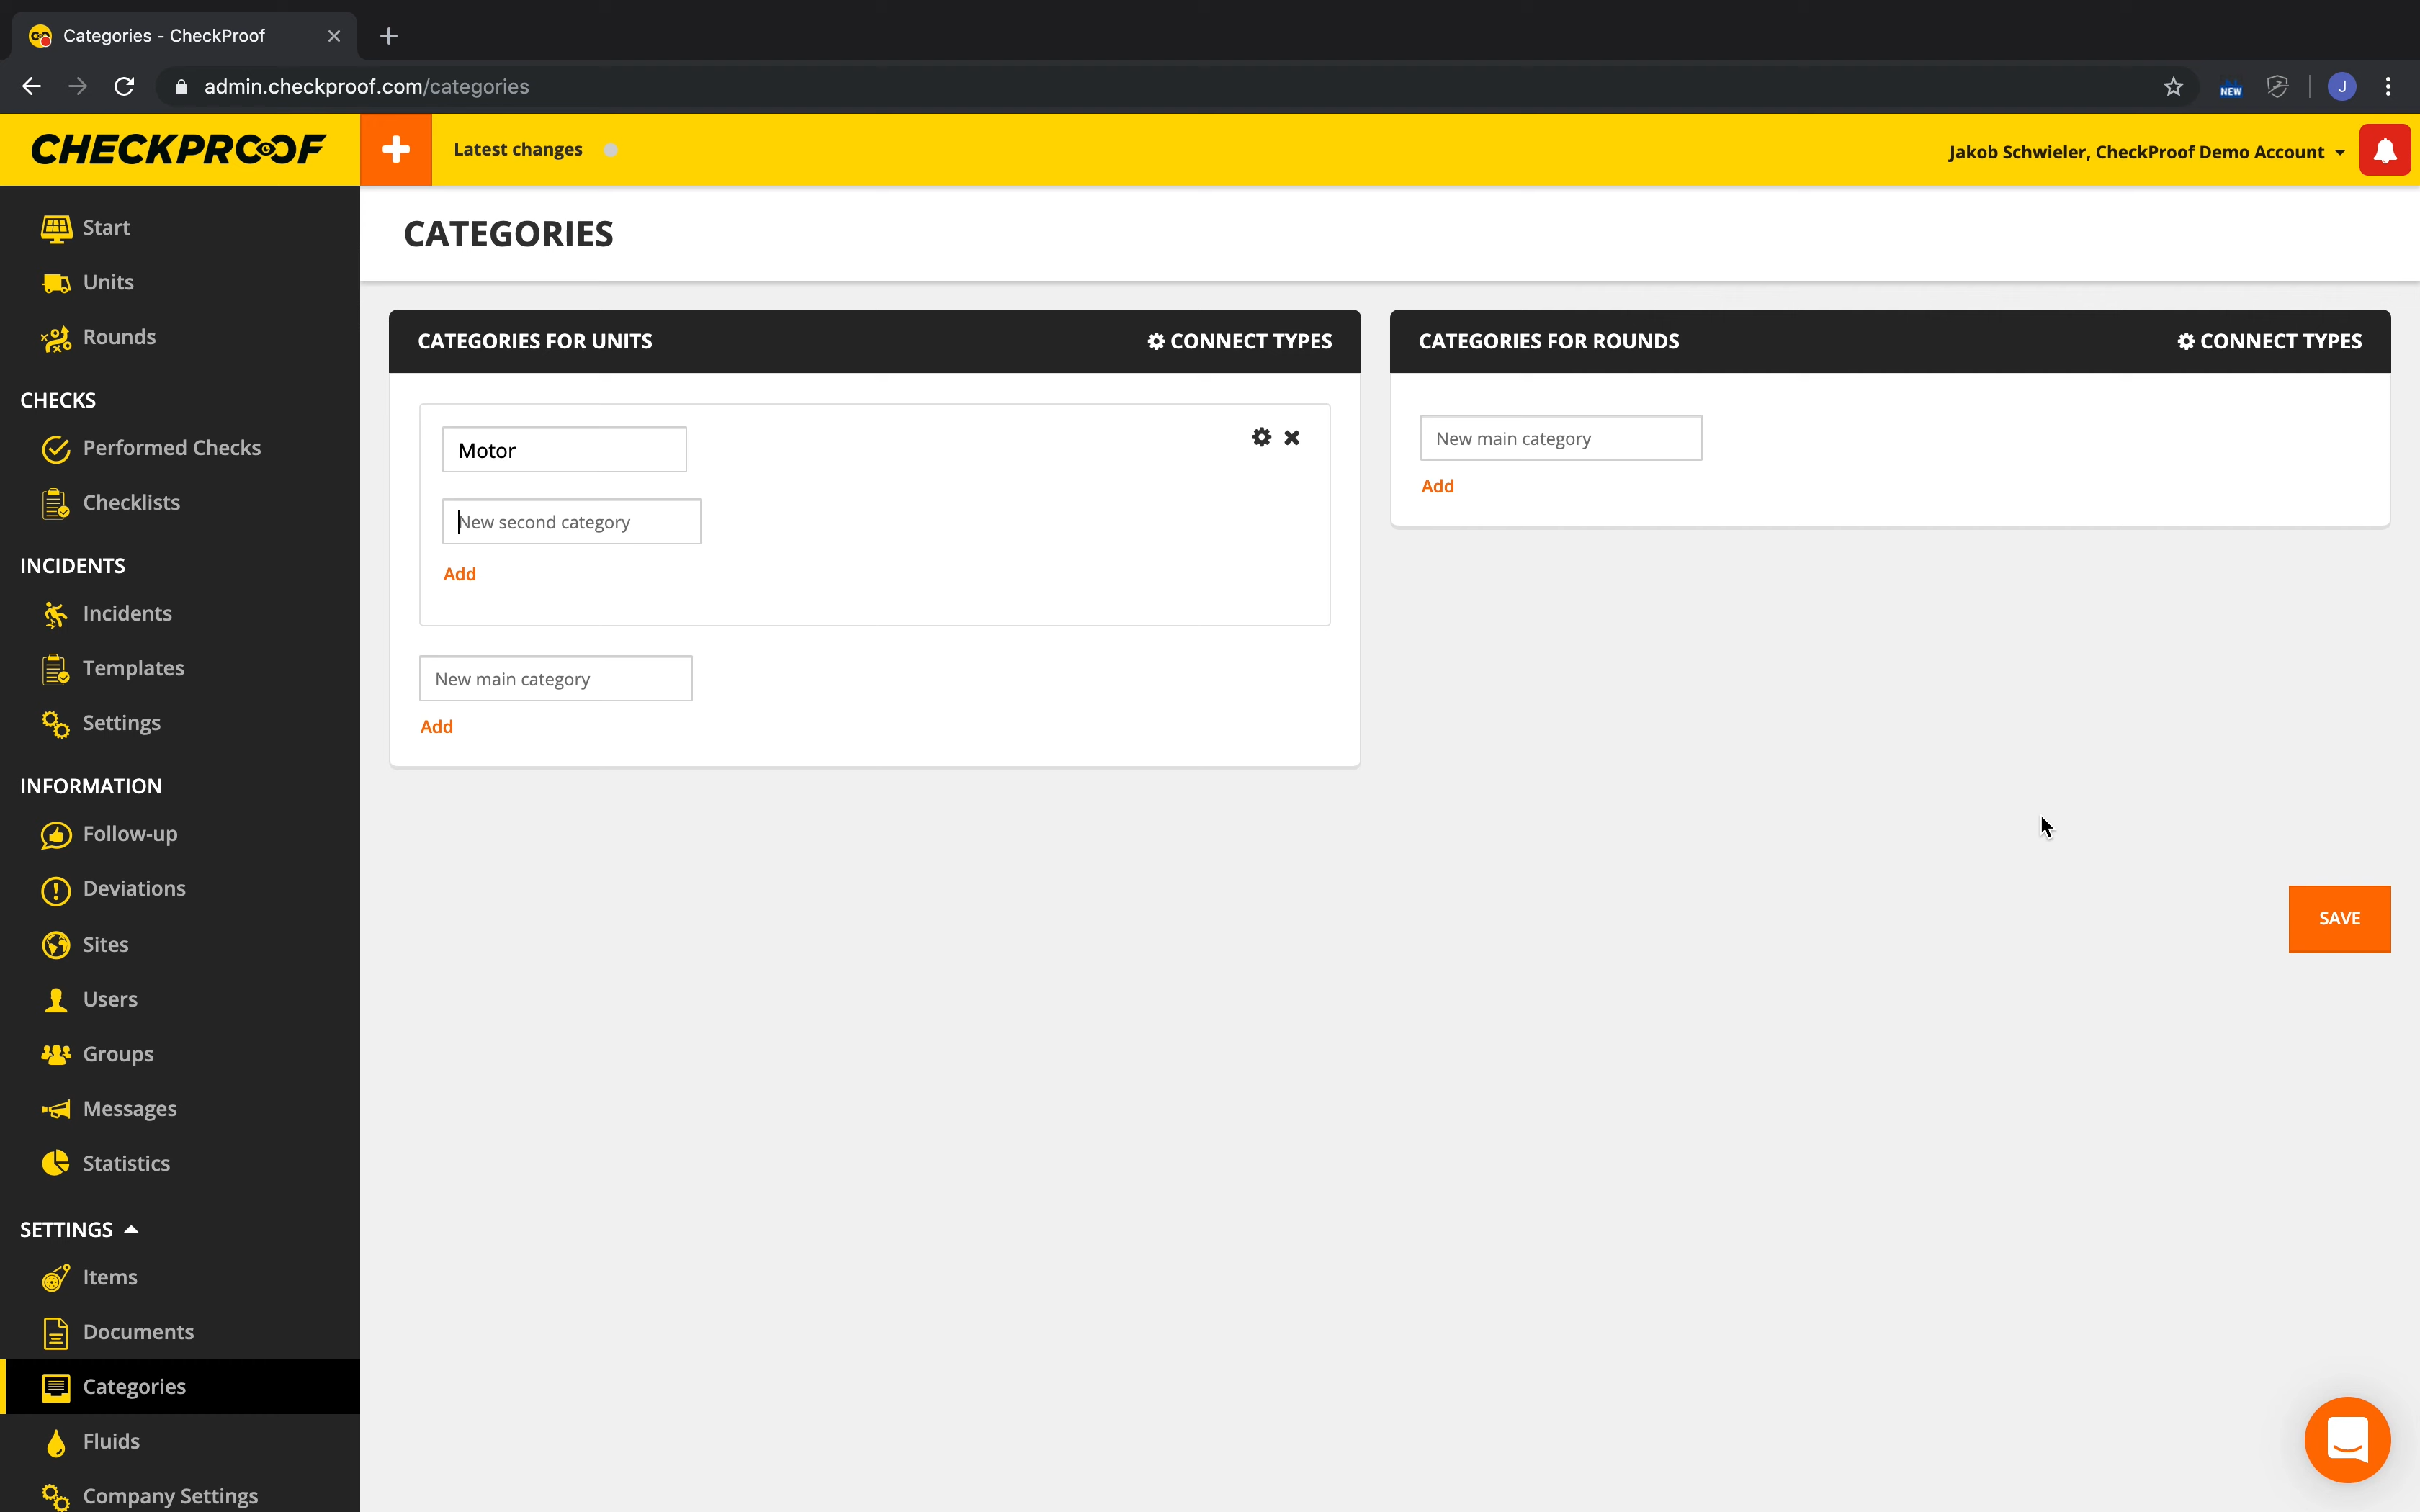 Categories - CheckProof
admin.checkproof.com/categories
NEW
J
CHECKPROOF
Latest changes
Jakob Schwieler, CheckProof Demo Account
Start
Units
Rounds
CHECKS
Performed Checks
Checklists
INCIDENTS
Incidents
Templates
Settings
INFORMATION
Follow-up
Deviations
Sites
Users
Groups
Messages
Statistics
SETTINGS
Items
Documents
Categories
Fluids
Company Settings
CATEGORIES
CATEGORIES FOR UNITS
CONNECT TYPES
Motor
New second category
Add
New main category
Add
CATEGORIES FOR ROUNDS
CONNECT TYPES
New main category
Add
SAVE